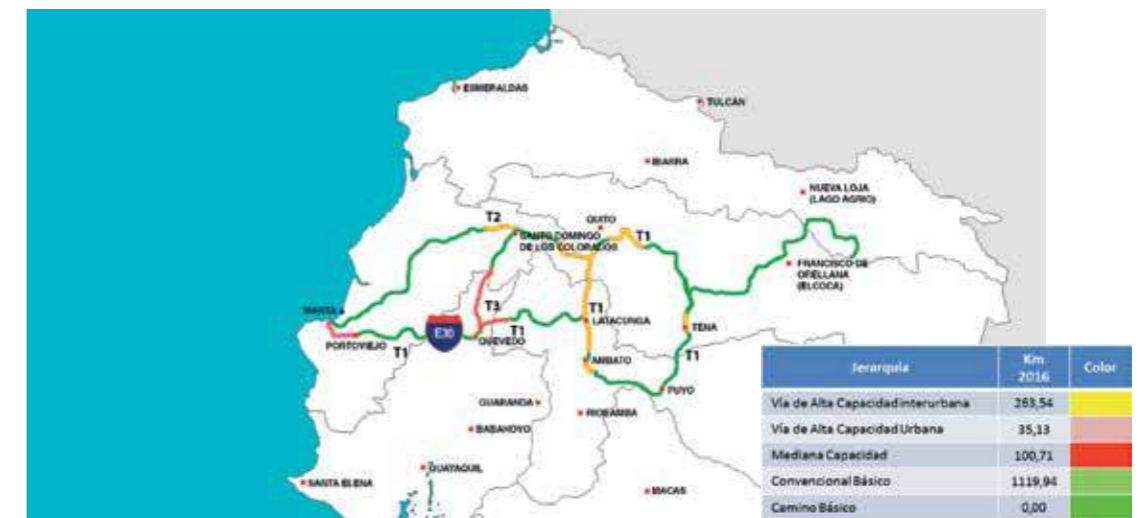 ESMERALDAS
TULCÁN
IBARRA
NUEVA LOJA
(LAGO AGRIO)
T2
QUITO
T1
SANTO DOMINGO
DE LOS COLORADOS
FRANCISCO DE
ORELLANA
(ELCOCA)
MANTA
T3
T1
LATACUNGA
TENA
E30
T1
QUEVEDO
PORTOVIEJO
T1
T1
AMBATO
PUYO
GUARANDA
RIOBAMBA
BABAHOYO
GUAYAQUIL
SANTA ELENA
MACAS
Jerarquía Km 2016 Color
Vía de Alta Capacidad interurbana 263,54
Vía de Alta Capacidad Urbana 35,13
Mediana Capacidad 100,71
Convencional Básico 1119,94
Camino Básico 0,00